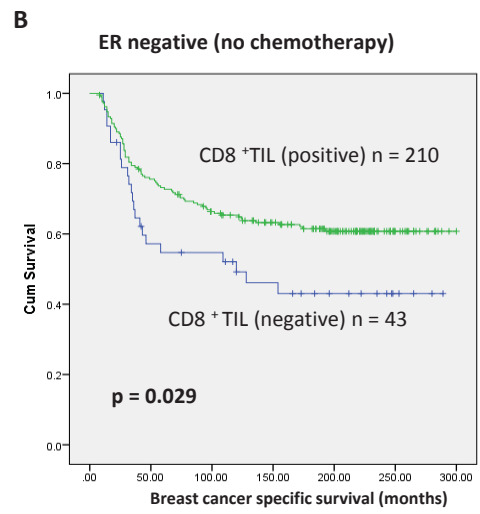 B
ER negative (no chemotherapy)
Cum Survival
1.0
0.8
0.6
0.4
0.2
0.0
CD8 +TIL (positive) n = 210
CD8 + TIL (negative) n = 43
p = 0.029
.00 50.00 100.00 150.00 200.00 250.00 300.00
Breast cancer specific survival (months)